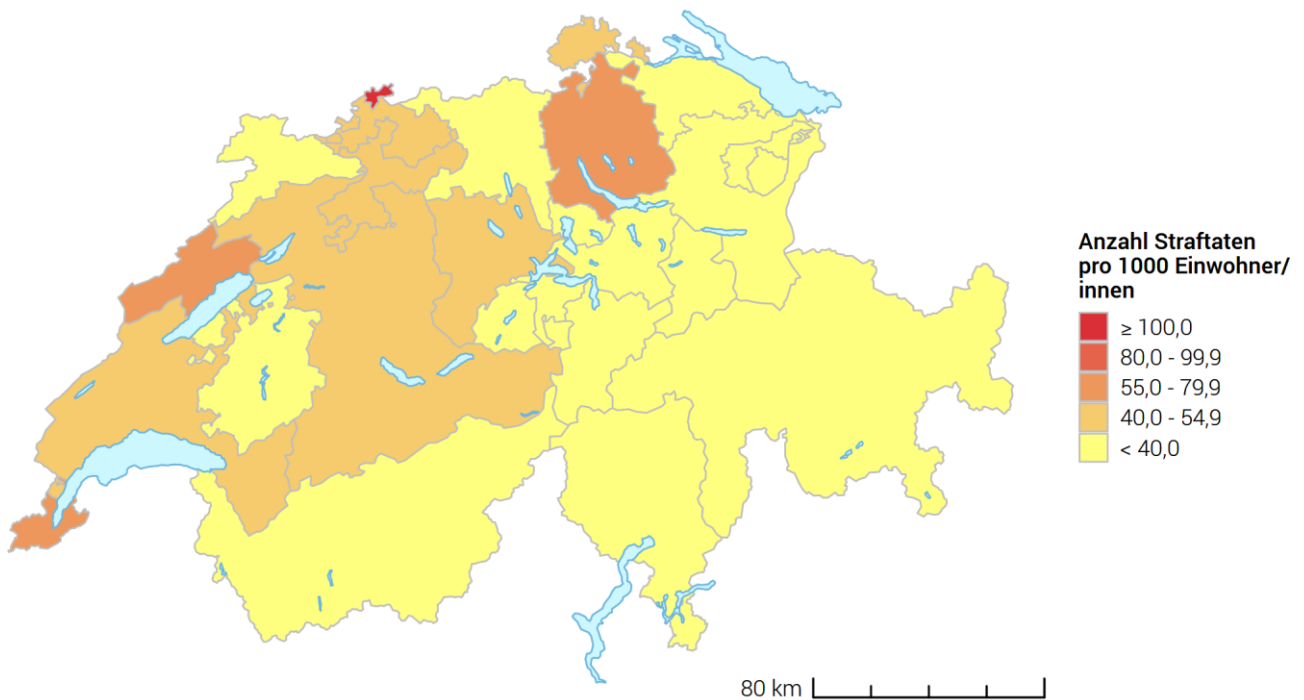 Anzahl Straftaten
pro 1000 Einwohner/
innen
≥ 100,0
80,0 - 99,9
55,0 - 79,9
40,0 - 54,9
< 40,0
80 km